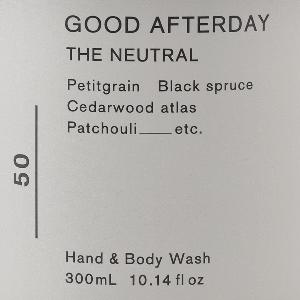 GOOD AFTERDAY
THE NEUTRAL
Petitgrain Black spruce
Cedarwood atlas
Patchouli____etc.
50
Hand & Body Wash
300mL 10.14 fl oz